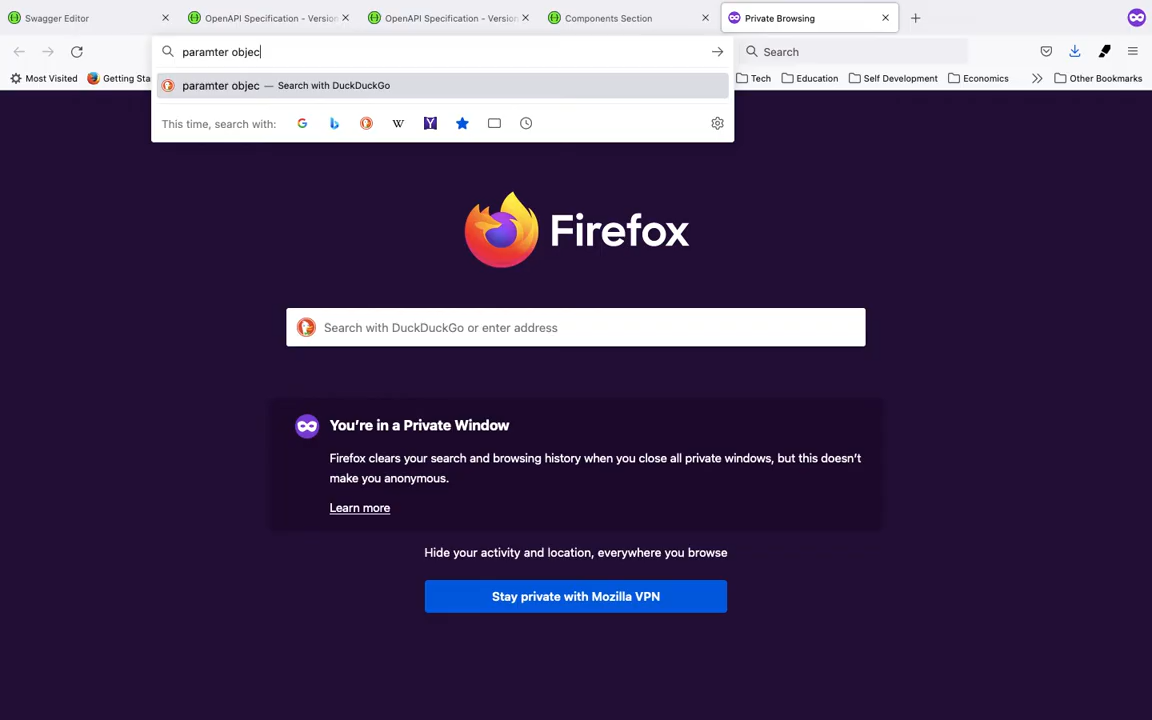 Swagger Editor
OpenAPI Specification - Version
OpenAPI Specification - Version
Components Section
Private Browsing
paramter objec
Search
Most Visited
Getting Sta
Tech
Education
Self Development
Economics
Other Bookmarks
paramter objec — Search with DuckDuckGo
This time, search with:
Firefox
Search with DuckDuckGo or enter address
You're in a Private Window
Firefox clears your search and browsing history when you close all private windows, but this doesn't
make you anonymous.
Learn more
Hide your activity and location, everywhere you browse
Stay private with Mozilla VPN